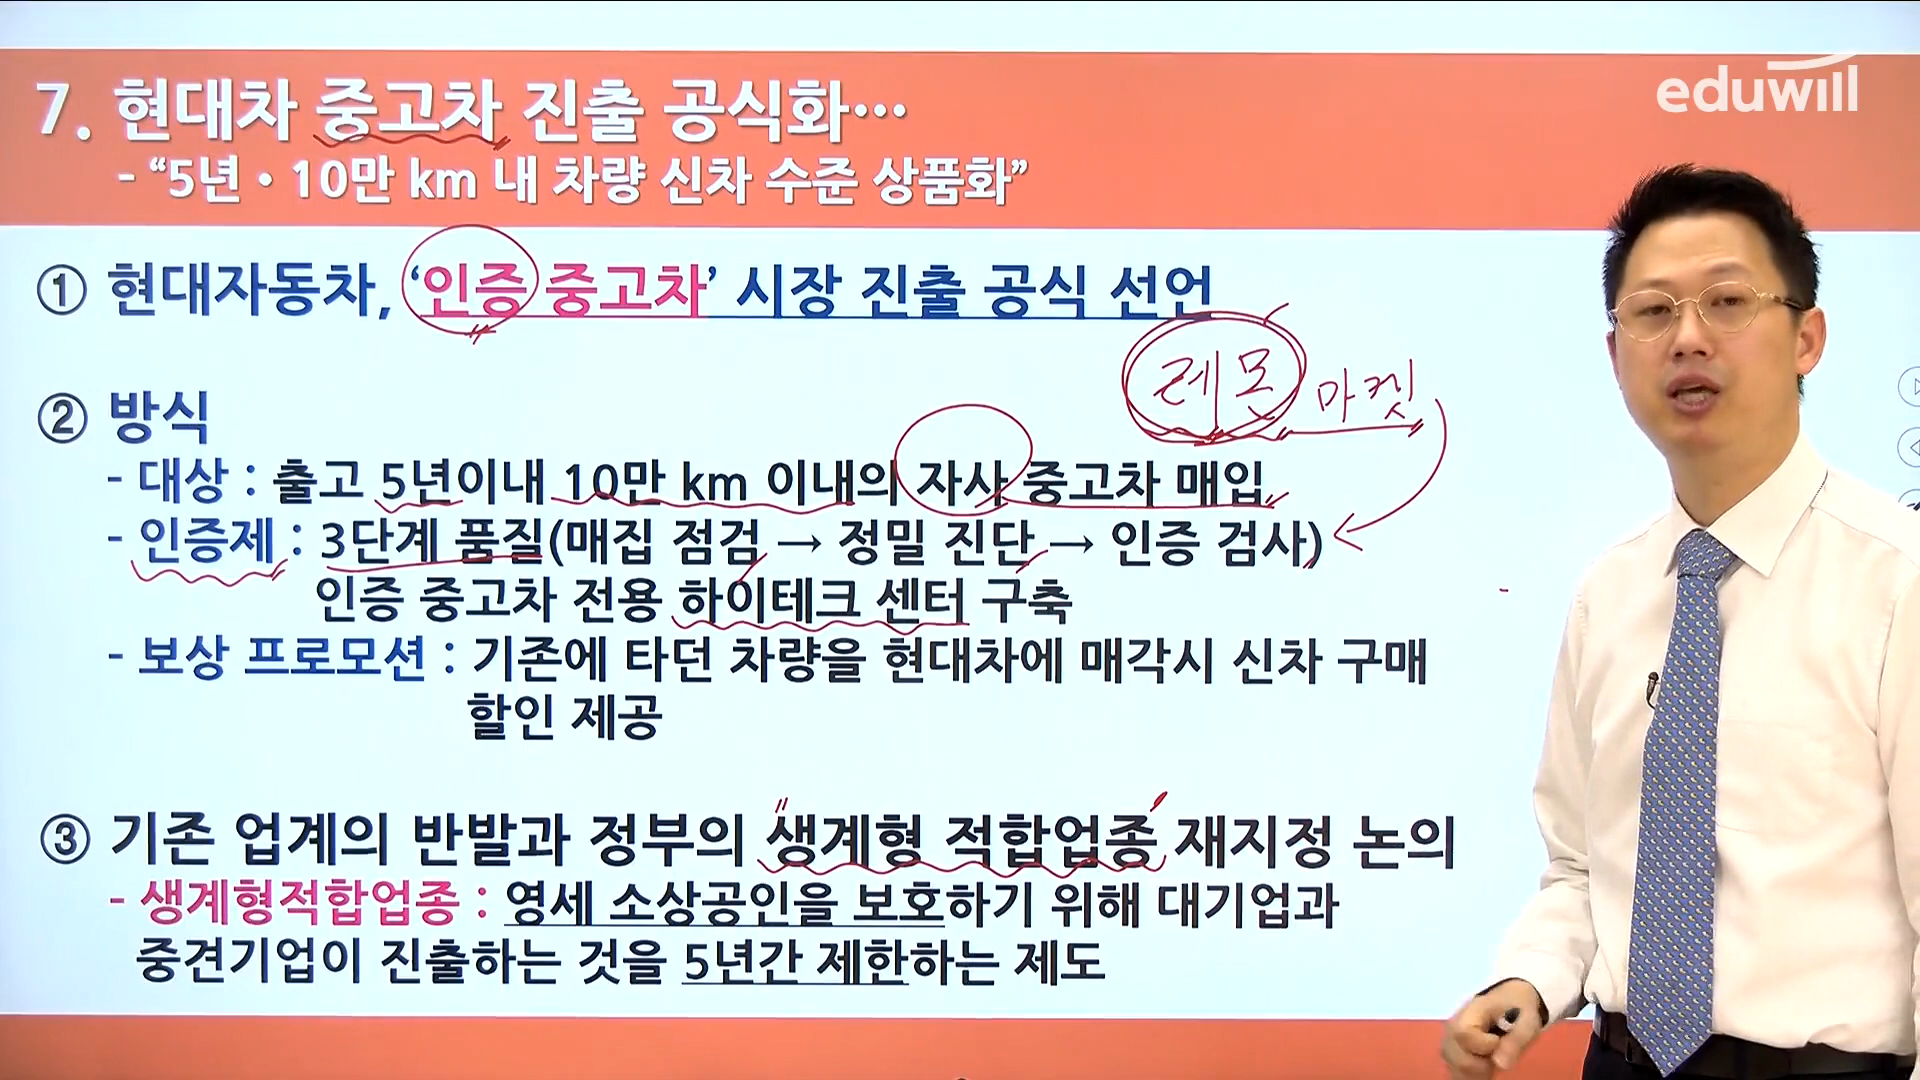 eduwill
7. 현대차 중고차 진출 공식화…
- “5년 · 10만 km 내 차량 신차 수준 상품화”
① 현대자동차, ‘인증 중고차’ 시장 진출 공식 선언
레몬 마켓
② 방식
- 대상 : 출고 5년이내 10만 km 이내의 자사 중고차 매입
- 인증제 : 3단계 품질(매집 점검 → 정밀 진단 → 인증 검사)
인증 중고차 전용 하이테크 센터 구축
- 보상 프로모션 : 기존에 타던 차량을 현대차에 매각시 신차 구매
할인 제공
③ 기존 업계의 반발과 정부의 생계형 적합업종 재지정 논의
- 생계형적합업종 : 영세 소상공인을 보호하기 위해 대기업과
중견기업이 진출하는 것을 5년간 제한하는 제도